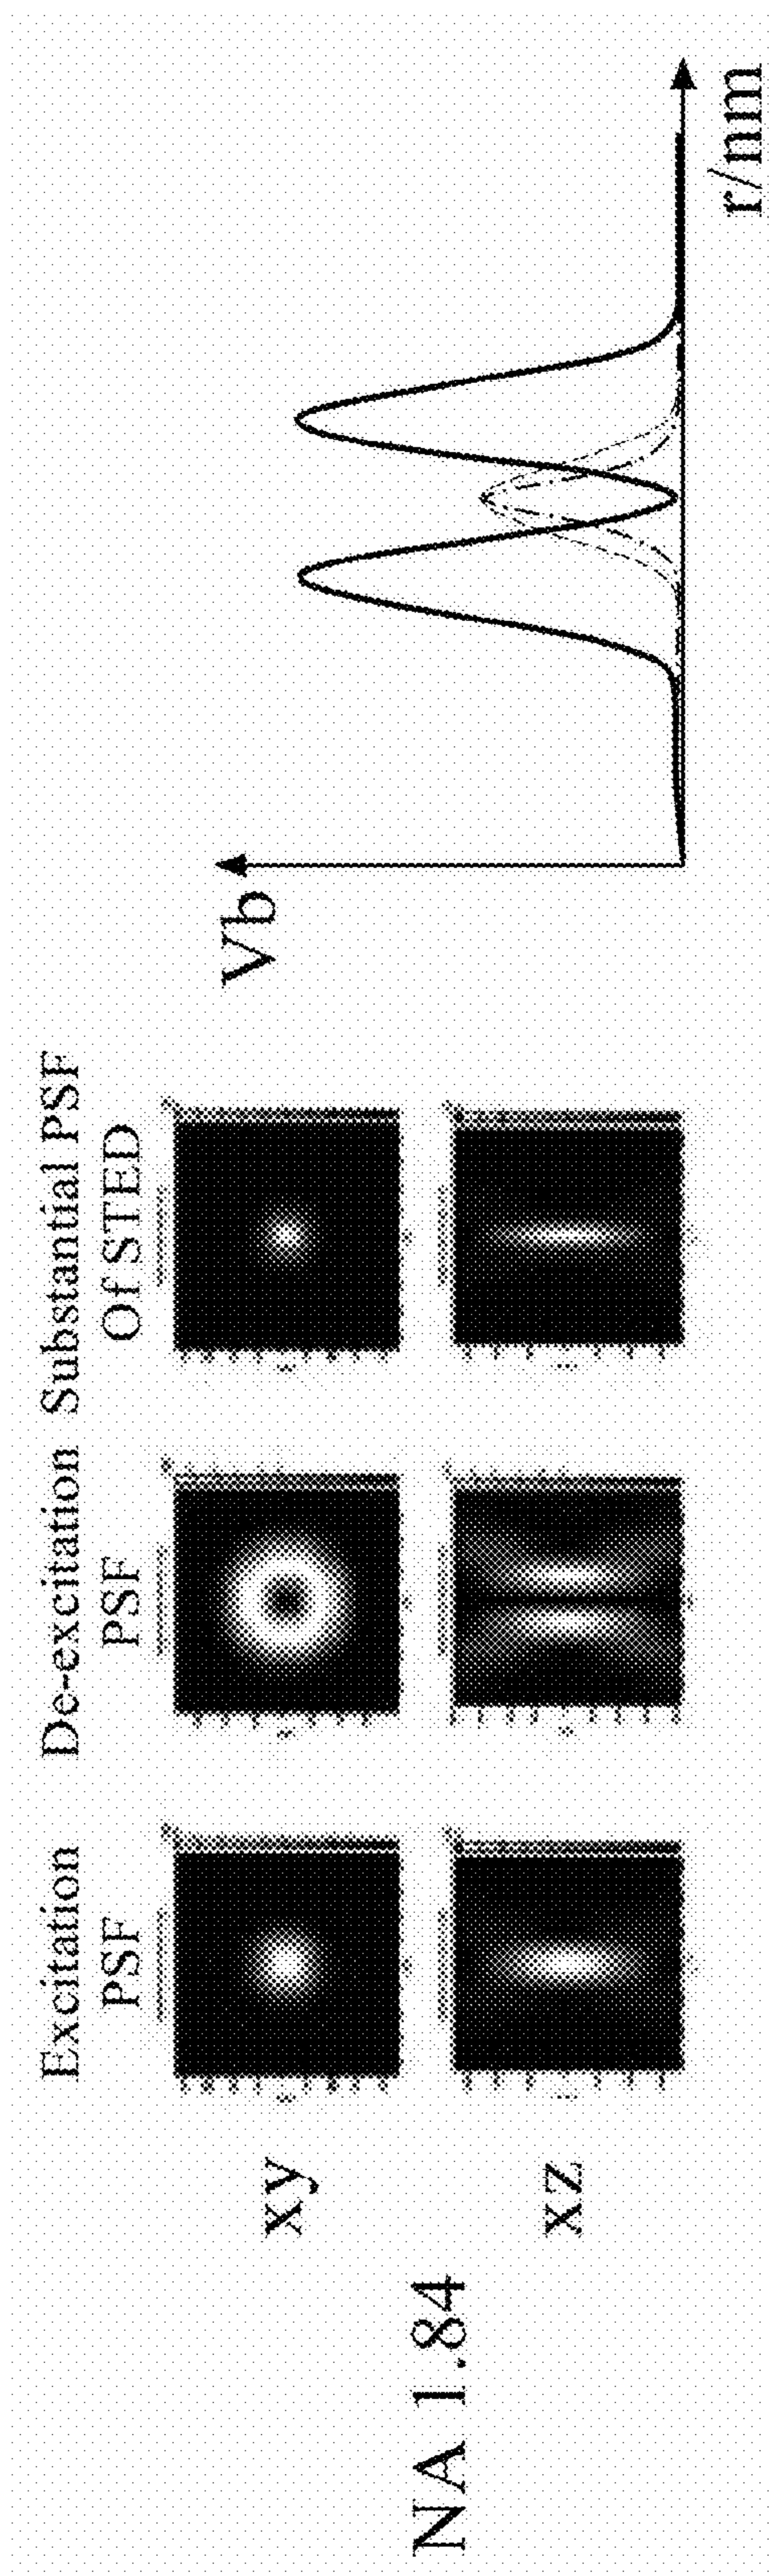 Excitation
PSF
De-excitation
PSF
Substantial PSF
Of STED
xy
xz
NA 1.84
Vb
r/nm